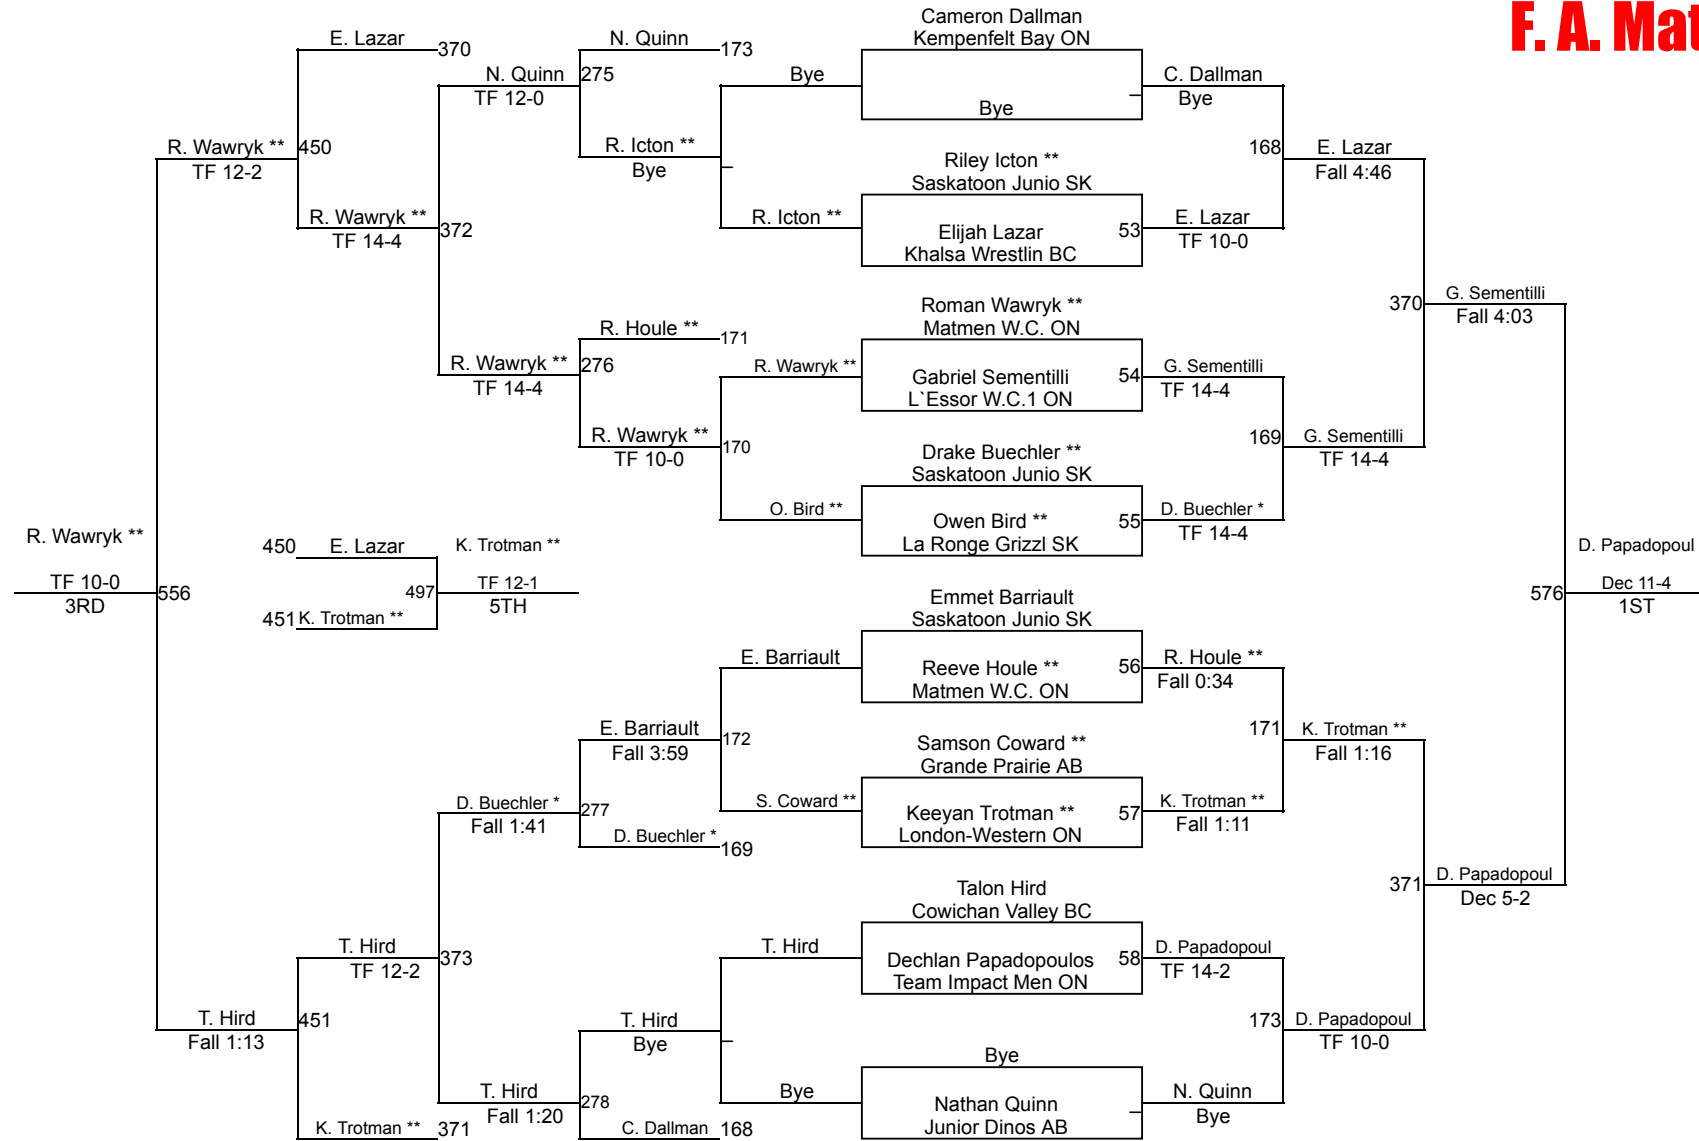 F. A. Mat
Cameron Dallman
Kempenfelt Bay ON
E. Lazar
370
N. Quinn
173
N. Quinn
275
TF 12-0
Bye
C. Dallman
Bye
Bye
R. Wawryk **
450
TF 12-2
R. Icton **
Bye
Riley Icton **
Saskatoon Junio SK
168
E. Lazar
Fall 4:46
R. Wawryk **
TF 14-4
372
R. Icton **
Elijah Lazar
Khalsa Wrestlin BC
53
E. Lazar
TF 10-0
Roman Wawryk **
Matmen W.C. ON
370
G. Sementilli
Fall 4:03
R. Houle **
171
R. Wawryk **
276
TF 14-4
R. Wawryk **
Gabriel Sementilli
L`Essor W.C.1 ON
54
G. Sementilli
TF 14-4
R. Wawryk **
TF 10-0
170
Drake Buechler **
Saskatoon Junio SK
169
G. Sementilli
TF 14-4
O. Bird **
Owen Bird **
La Ronge Grizzl SK
55
D. Buechler *
TF 14-4
R. Wawryk **
TF 10-0
3RD
556
450
E. Lazar
451
K. Trotman **
497
K. Trotman **
TF 12-1
5TH
D. Papadopoul
576
Dec 11-4
1ST
Emmet Barriault
Saskatoon Junio SK
E. Barriault
Reeve Houle **
Matmen W.C. ON
56
R. Houle **
Fall 0:34
E. Barriault
Fall 3:59
172
Samson Coward **
Grande Prairie AB
171
K. Trotman **
Fall 1:16
D. Buechler *
Fall 1:41
277
S. Coward **
Keeyan Trotman **
London-Western ON
57
K. Trotman **
Fall 1:11
D. Buechler *
169
Talon Hird
Cowichan Valley BC
371
D. Papadopoul
Dec 5-2
T. Hird
TF 12-2
373
T. Hird
Dechlan Papadopoulos
Team Impact Men ON
58
D. Papadopoul
TF 14-2
T. Hird
Fall 1:13
451
T. Hird
Bye
Bye
173
D. Papadopoul
TF 10-0
T. Hird
Fall 1:20
278
Bye
Nathan Quinn
Junior Dinos AB
N. Quinn
Bye
K. Trotman **
371
C. Dallman
168